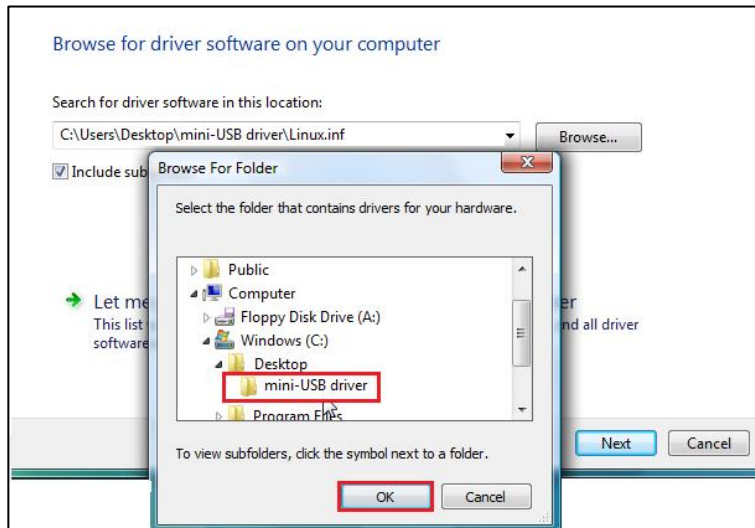 Browse for driver software on your computer
Search for driver software in this location:
C:\Users\Desktop\mini-USB driver\Linux.inf
Browse...
Include sub
Browse For Folder
Select the folder that contains drivers for your hardware.
Public
Computer
Floppy Disk Drive (A:)
Windows (C:)
Desktop
mini-USB driver
Program Files
To view subfolders, click the symbol next to a folder.
OK
Cancel
Let me
er
This list
nd all driver
software
Next
Cancel